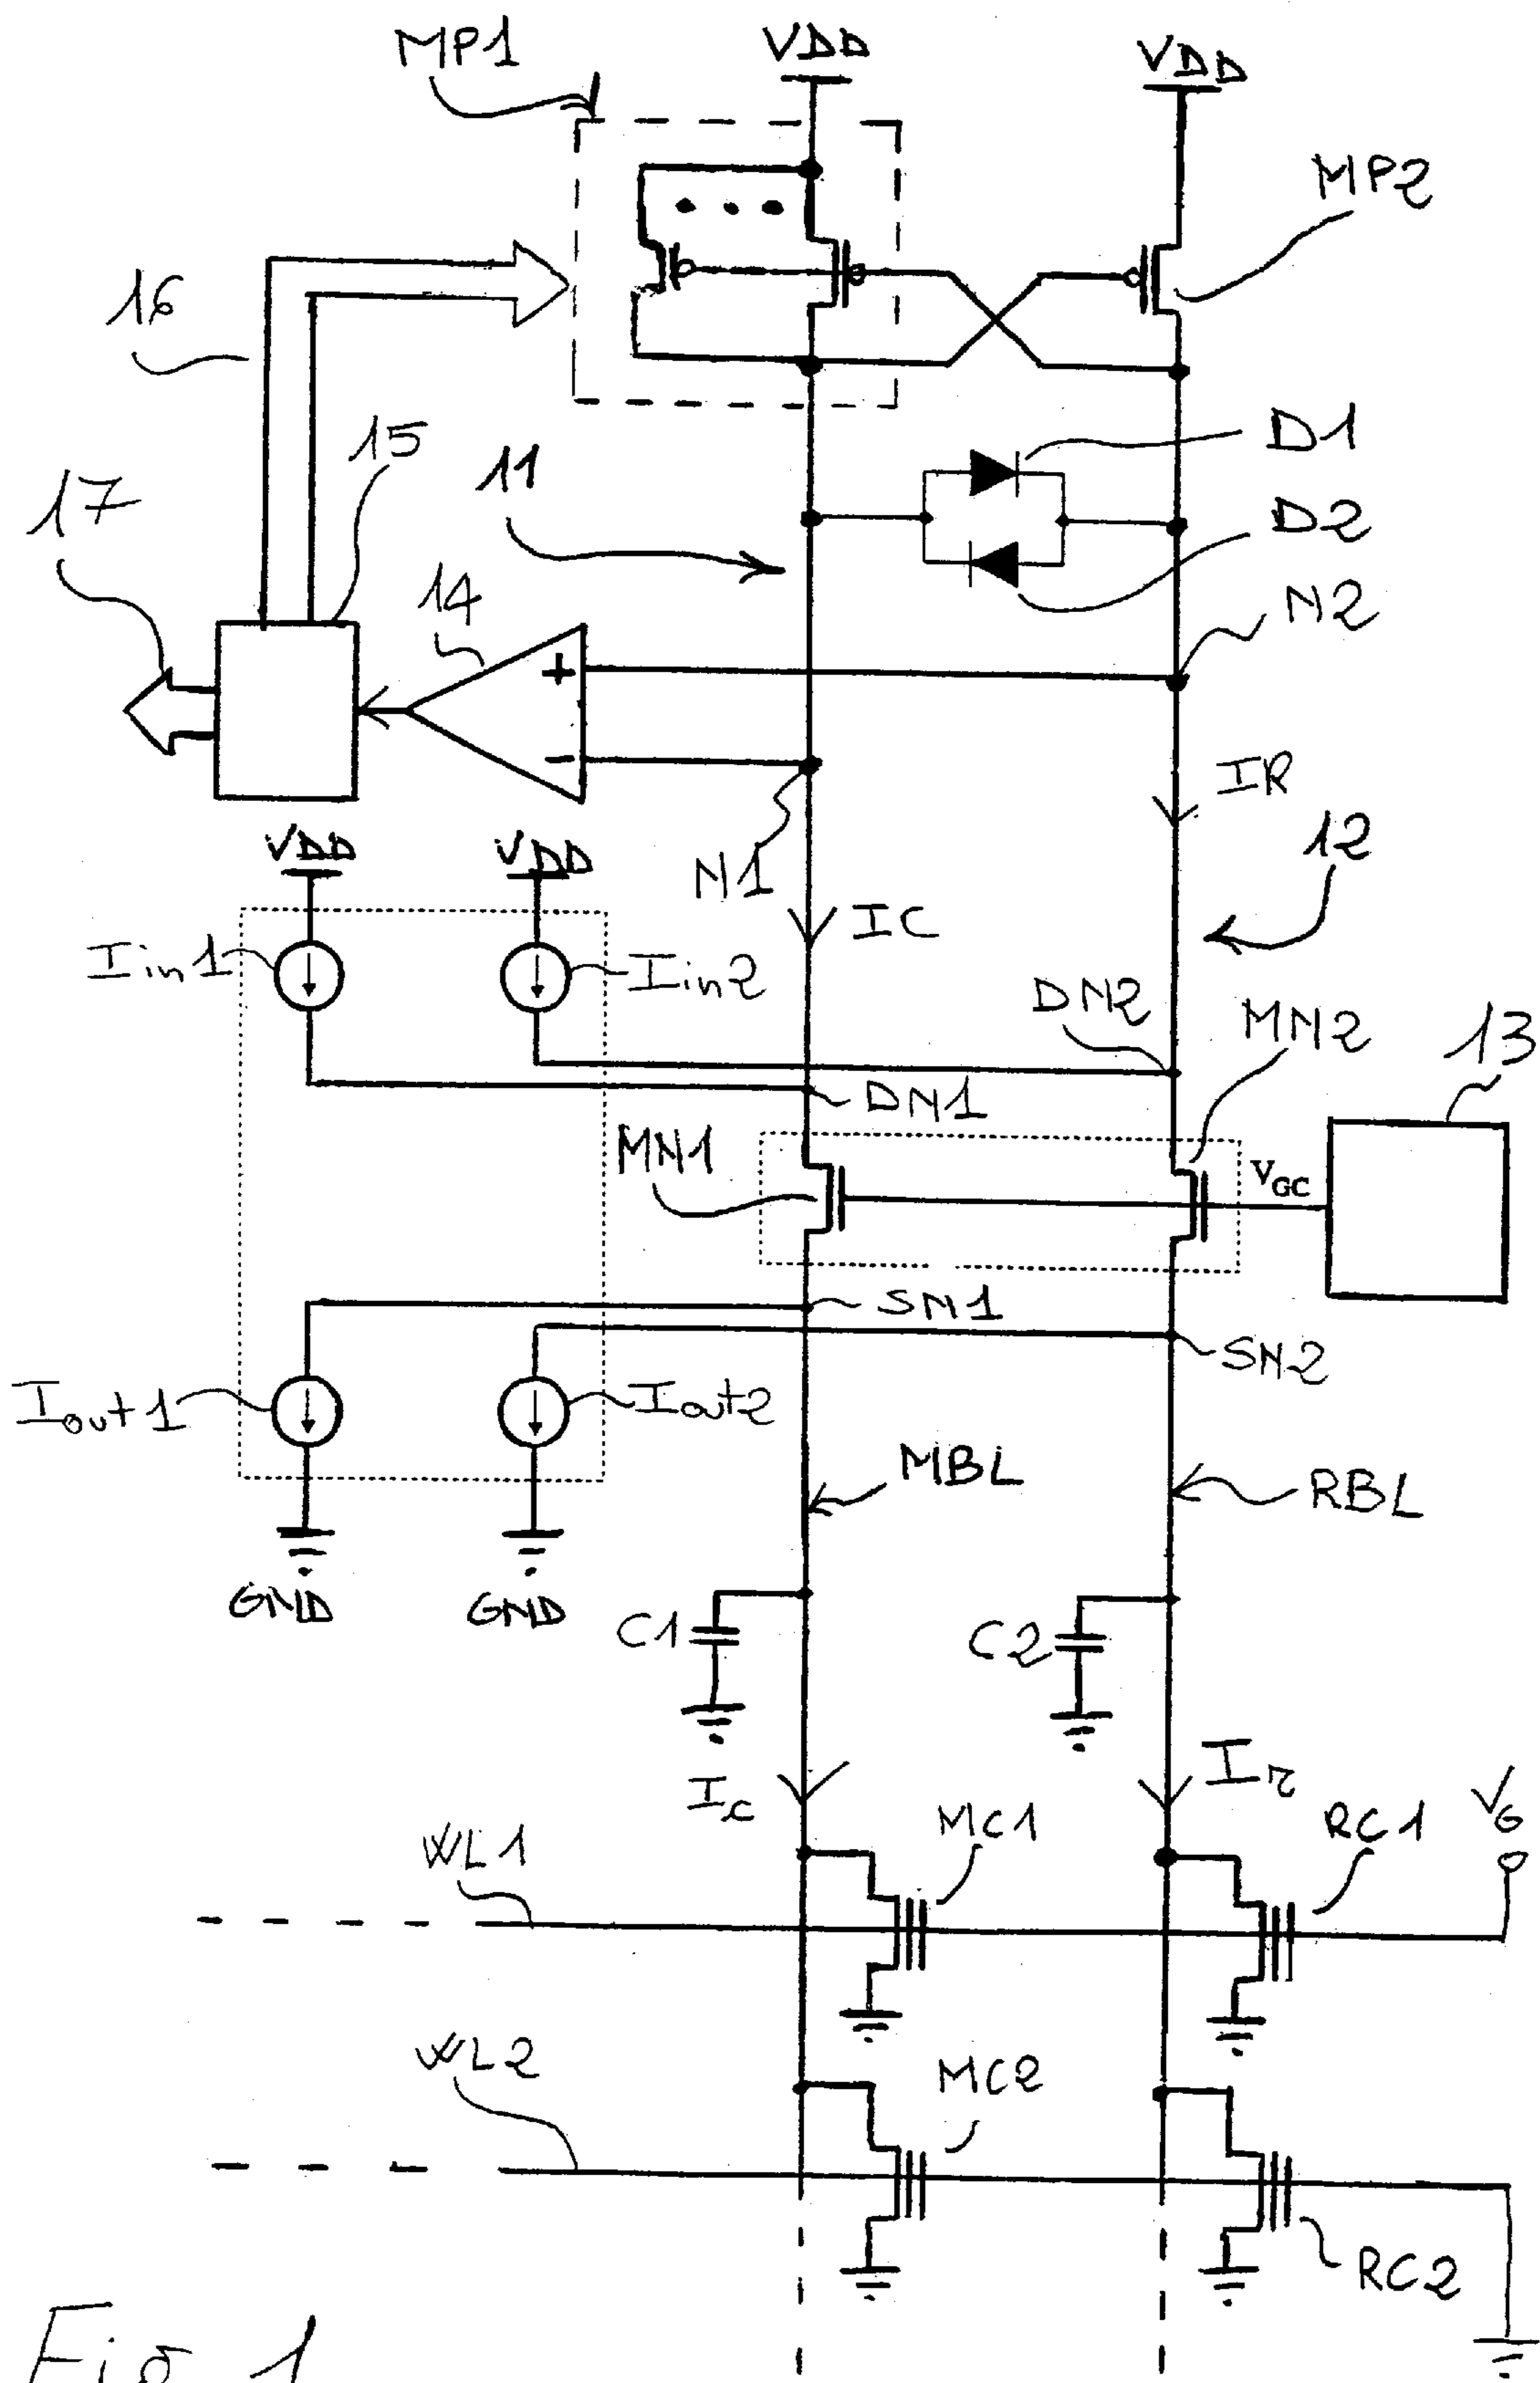 MP1
VDD
VDD
MP2
16
15
17
11
14
D1
D2
N2
+
-
IR
N1
12
VDD
VDD
IC
Iin1
Iin2
DN2
MN2
13
DN1
MN1
VGC
SN1
SN2
Iout1
Iout2
MBL
RBL
GND
GND
C1
C2
Ic
Ir
VG
WL1
MC1
RC1
WL2
MC2
RC2
Fig 1